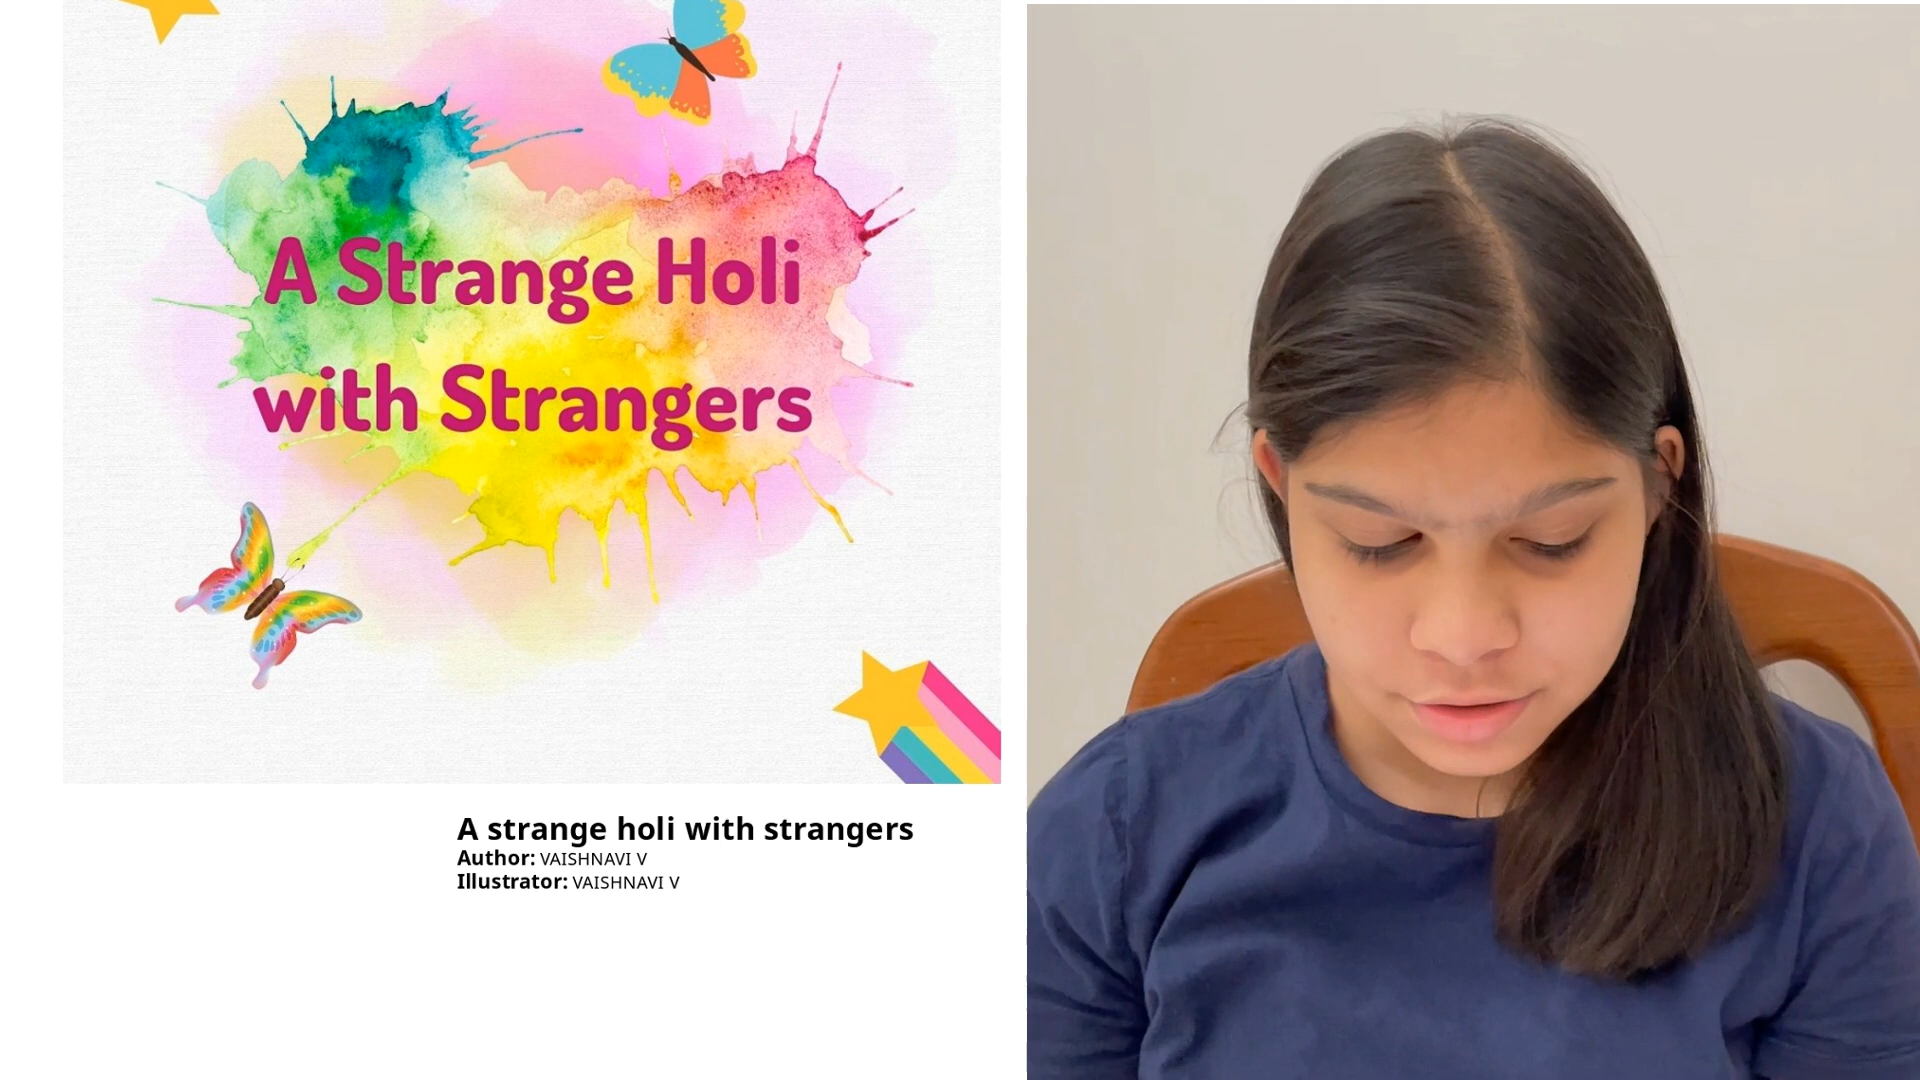 A Strange Holi
with Strangers
A strange holi with strangers
Author: VAISHNAVI V
Illustrator: VAISHNAVI V